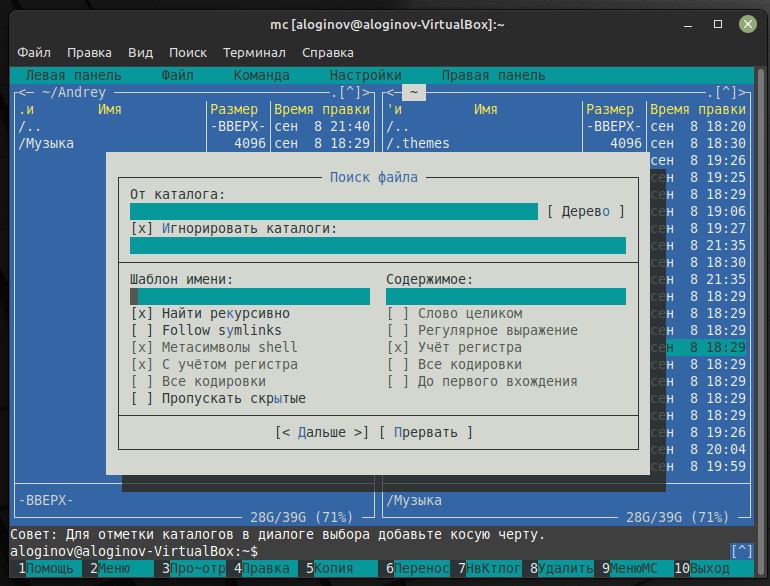 mc [aloginov@aloginov-VirtualBox]:~
Файл Правка Вид Поиск Терминал Справка
Левая панель Файл Команда Настройки Правая панель
<─ ~/Andrey .[^]> <─ ~ .[^]>
.и Имя Размер Время правки 'и Имя Размер Время правки
/.. -ВВЕРХ- сен 8 21:40 /.. -ВВЕРХ- сен 8 18:20
/Музыка 4096 сен 8 18:29 /.themes 4096 сен 8 18:30
сен 8 19:26
Поиск файла сен 8 19:25
От каталога: сен 8 18:29
[ Дерево ] сен 8 19:06
[x] Игнорировать каталоги: сен 8 19:27
сен 8 21:35
сен 8 18:30
Шаблон имени: Содержимое: сен 8 21:35
сен 8 18:29
[x] Найти рекурсивно [ ] Слово целиком сен 8 18:29
[ ] Follow symlinks [ ] Регулярное выражение сен 8 18:29
[x] Метасимволы shell [x] Учёт регистра сен 8 18:29
[x] С учётом регистра [ ] Все кодировки сен 8 18:29
[ ] Все кодировки [ ] До первого вхождения сен 8 18:29
[ ] Пропускать скрытые сен 8 18:29
сен 8 18:29
[< Дальше >] [ Прервать ] сен 8 19:26
сен 8 20:04
сен 8 19:59
-ВВЕРХ- /Музыка
28G/39G (71%) 28G/39G (71%)
Совет: Для отметки каталогов в диалоге выбора добавьте косую черту.
aloginov@aloginov-VirtualBox:~$ [^]
1Помощь 2Меню 3Про~отр 4Правка 5Копия 6Перенос 7НвКтлог 8Удалить 9МенюMC 10Выход